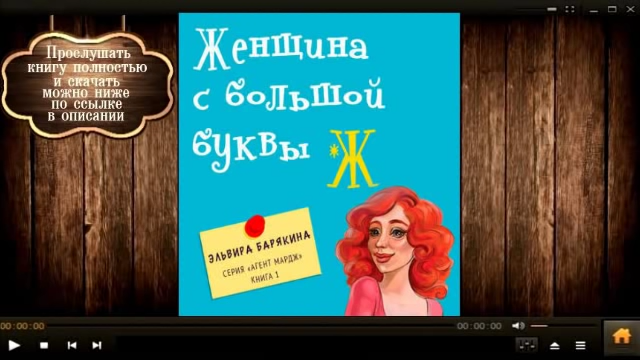 Прослушать
книгу полностью
и скачать
можно ниже
по ссылке
в описании
Женщина
с большой
буквы *Ж
ЭЛЬВИРА БАРЯКИНА
СЕРИЯ «АГЕНТ МАРДЖ»
КНИГА 1
00:00:00
00:00:00